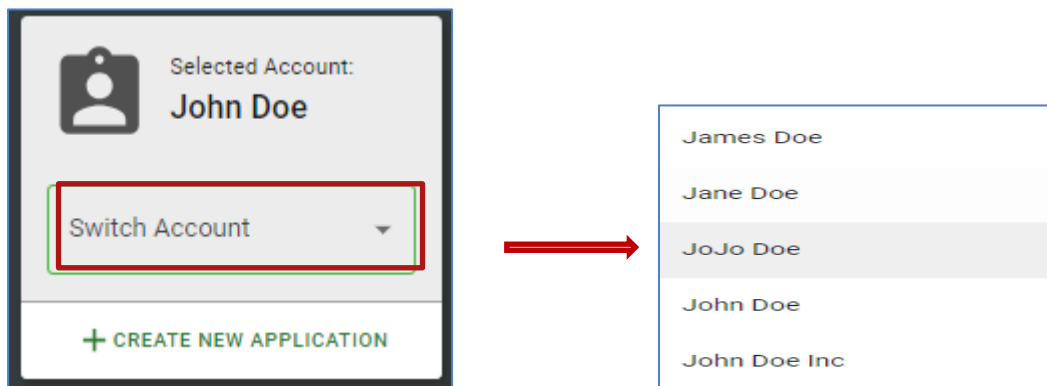 Selected Account:
John Doe
Switch Account
+ CREATE NEW APPLICATION
James Doe
Jane Doe
JoJo Doe
John Doe
John Doe Inc